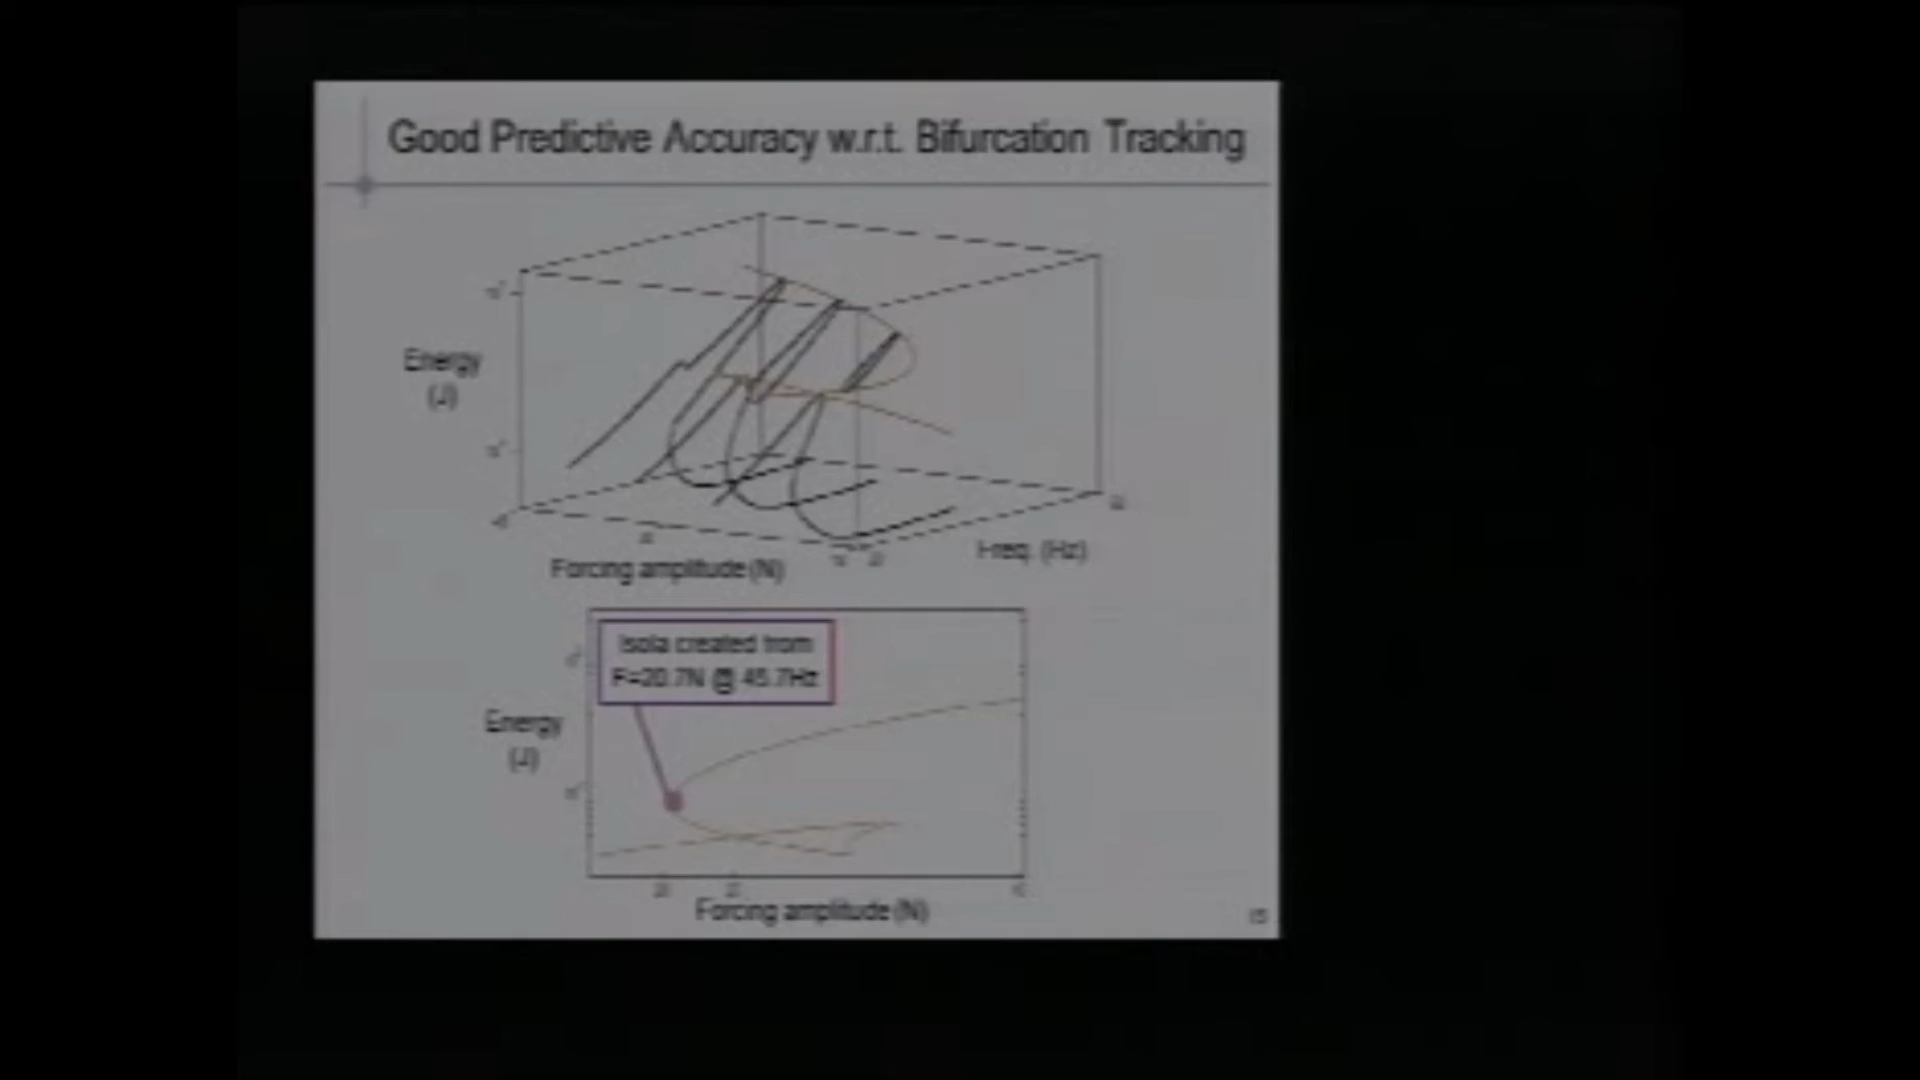 Good Predictive Accuracy w.r.t. Bifurcation Tracking
Energy
(J)
Forcing amplitude (N)
Freq. (Hz)
Isola created from
F=20.7N @ 45.7Hz
Energy
(J)
Forcing amplitude (N)